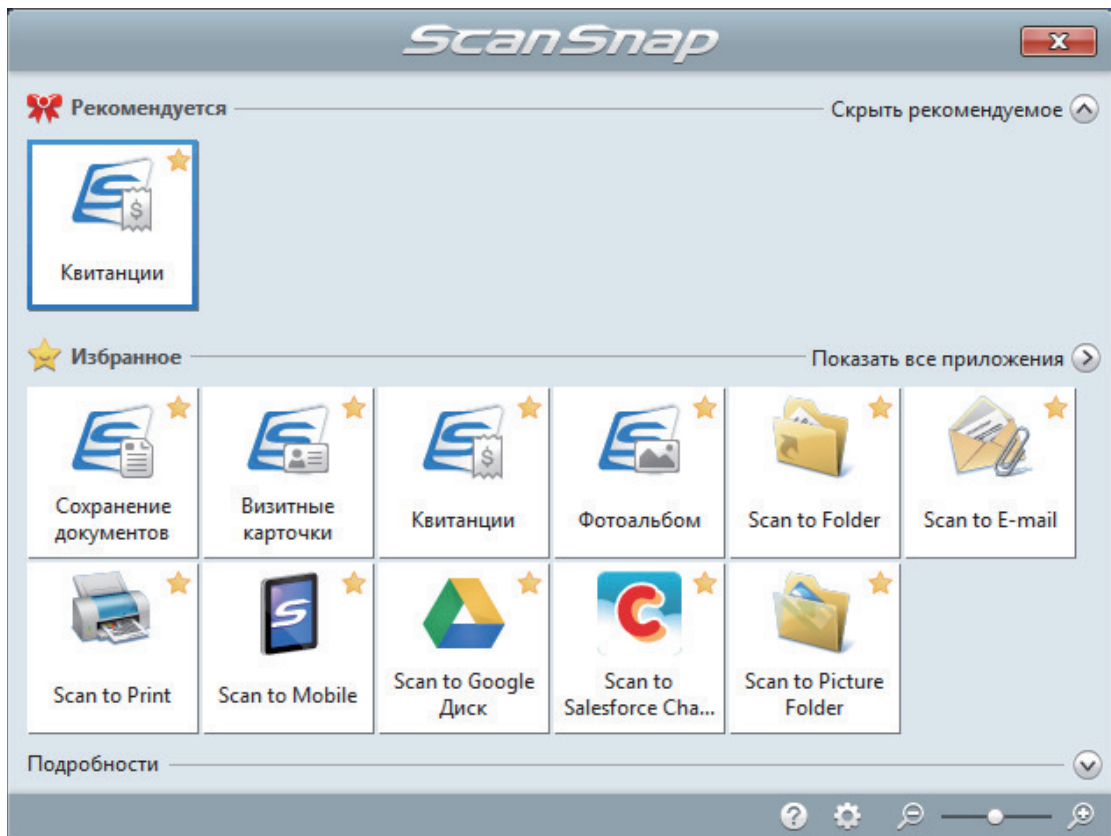 ScanSnap
Рекомендуется
Скрыть рекомендуемое
Квитанции
Избранное
Показать все приложения
Сохранение
документов
Визитные
карточки
Квитанции
Фотоальбом
Scan to Folder
Scan to E-mail
Scan to Print
Scan to Mobile
Scan to Google
Диск
Scan to
Salesforce Cha...
Scan to Picture
Folder
Подробности